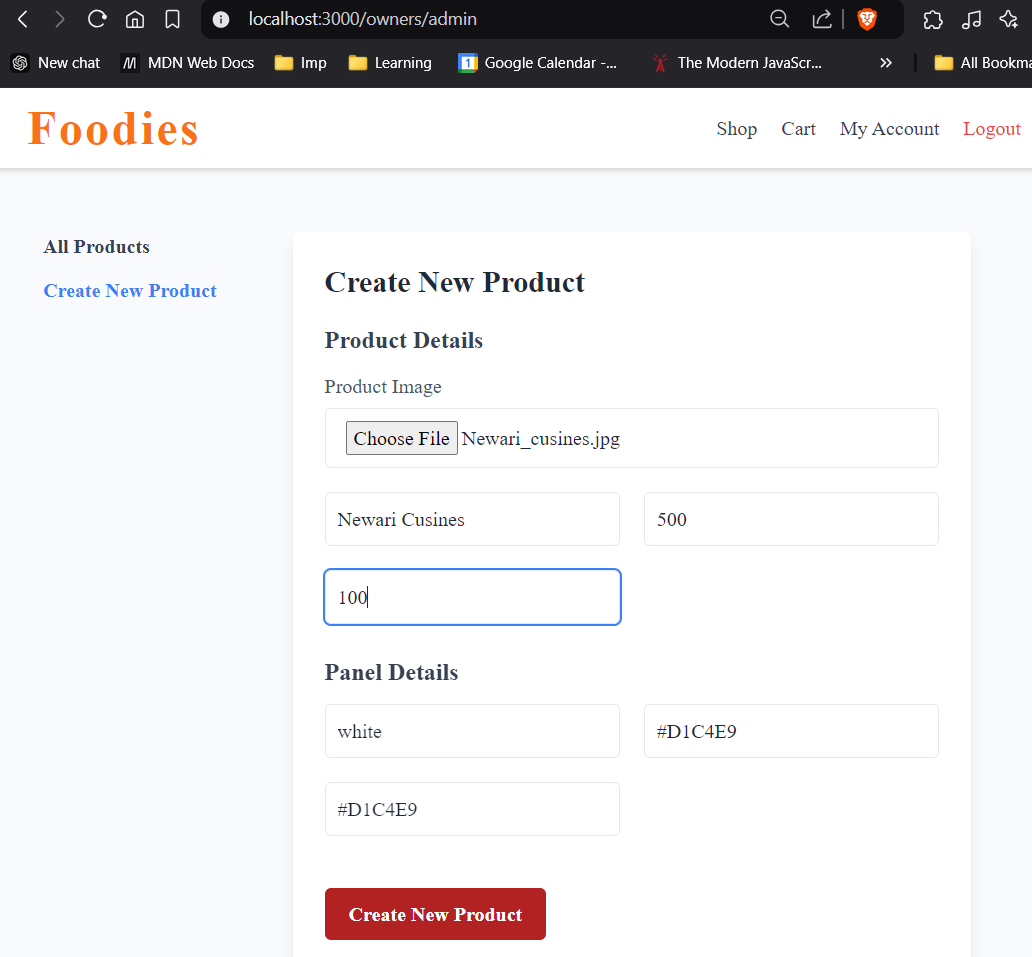 localhost:3000/owners/admin
New chat MDN Web Docs Imp Learning 1 Google Calendar -... The Modern JavaScr... » All Bookma
Foodies Shop Cart My Account Logout
All Products
Create New Product
Create New Product
Product Details
Product Image
Choose File Newari_cusines.jpg
Newari Cusines 500
100
Panel Details
white #D1C4E9
#D1C4E9
Create New Product